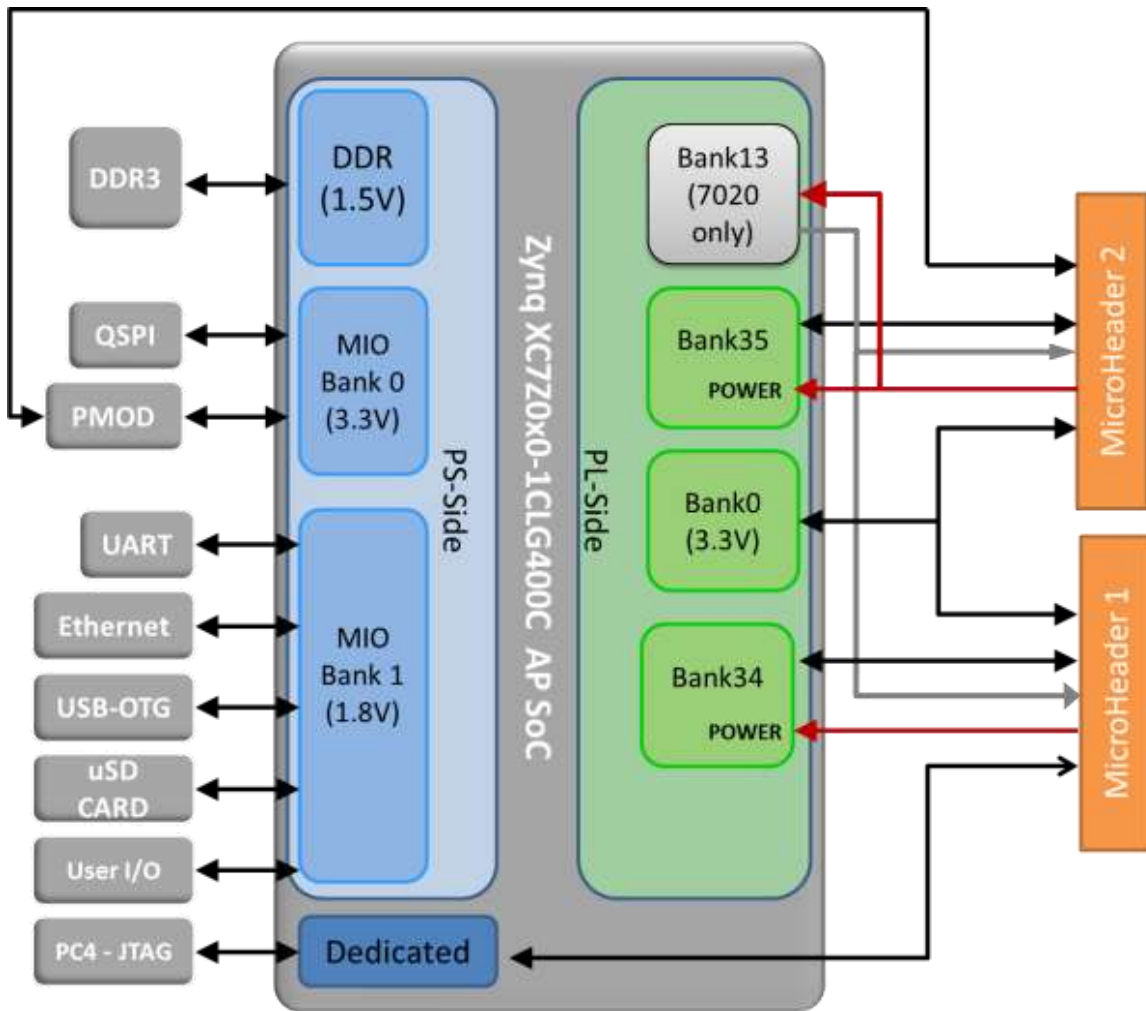 DDR3
QSPI
PMOD
UART
Ethernet
USB-OTG
uSD
CARD
User I/O
PC4 - JTAG
DDR
(1.5V)
MIO
Bank 0
(3.3V)
MIO
Bank 1
(1.8V)
PS-Side
Dedicated
Zynq XC7Z0x0-1CLG400C AP SoC
PL-Side
Bank13
(7020
only)
Bank35
POWER
Bank0
(3.3V)
Bank34
POWER
MicroHeader 2
MicroHeader 1